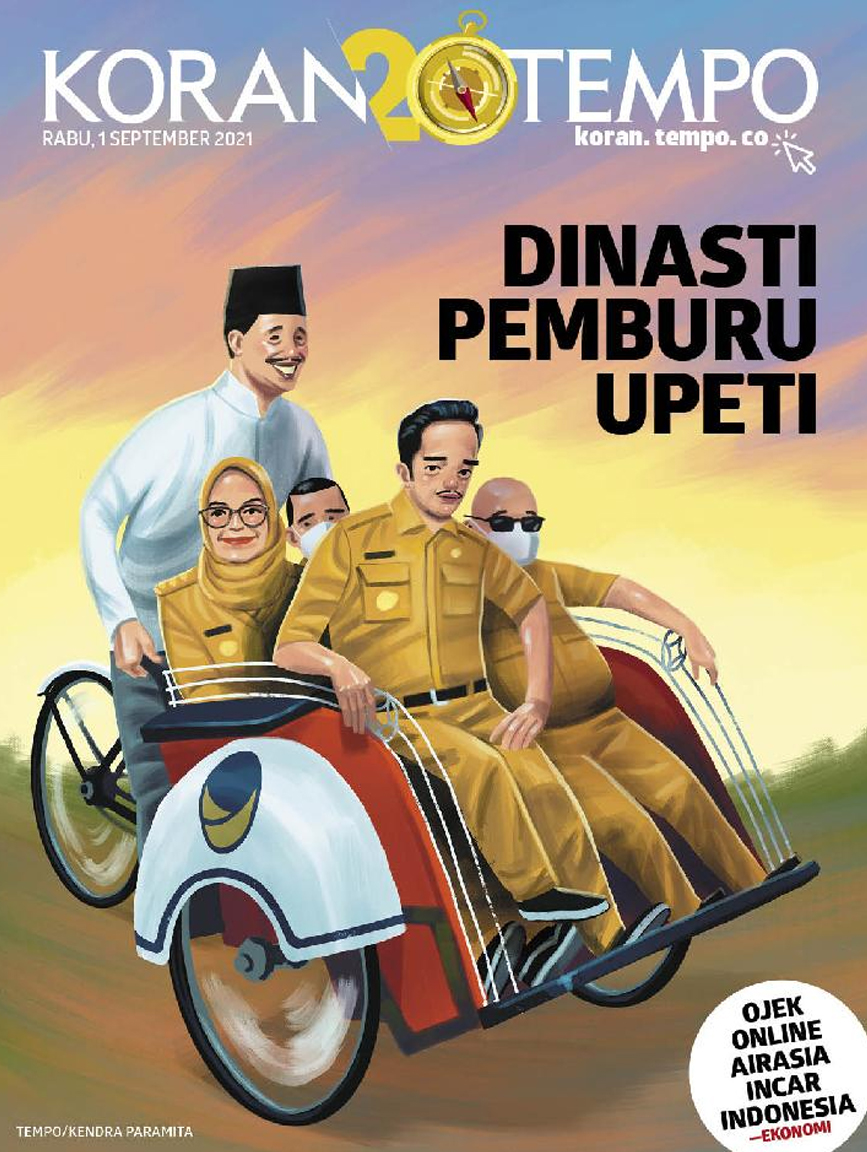 KORAN 20 TEMPO
RABU, 1 SEPTEMBER 2021
koran. tempo. co
DINASTI
PEMBURU
UPETI
OJEK
ONLINE
AIRASIA
INCAR
INDONESIA
—EKONOMI
TEMPO/KENDRA PARAMITA